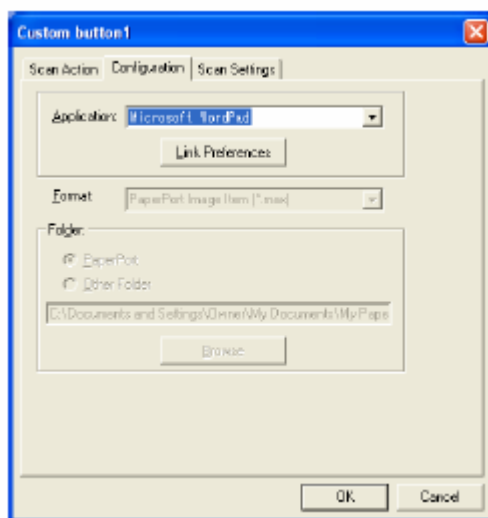 Custom button1
Scan Action Configuration Scan Settings
Application: Microsoft WordPad
Link Preferences
Format PaperPort Image Item (*.max)
Folder
PaperPort
Other Folder
C:\Documents and Settings\Owner\My Documents\My Pape
Browse
OK Cancel